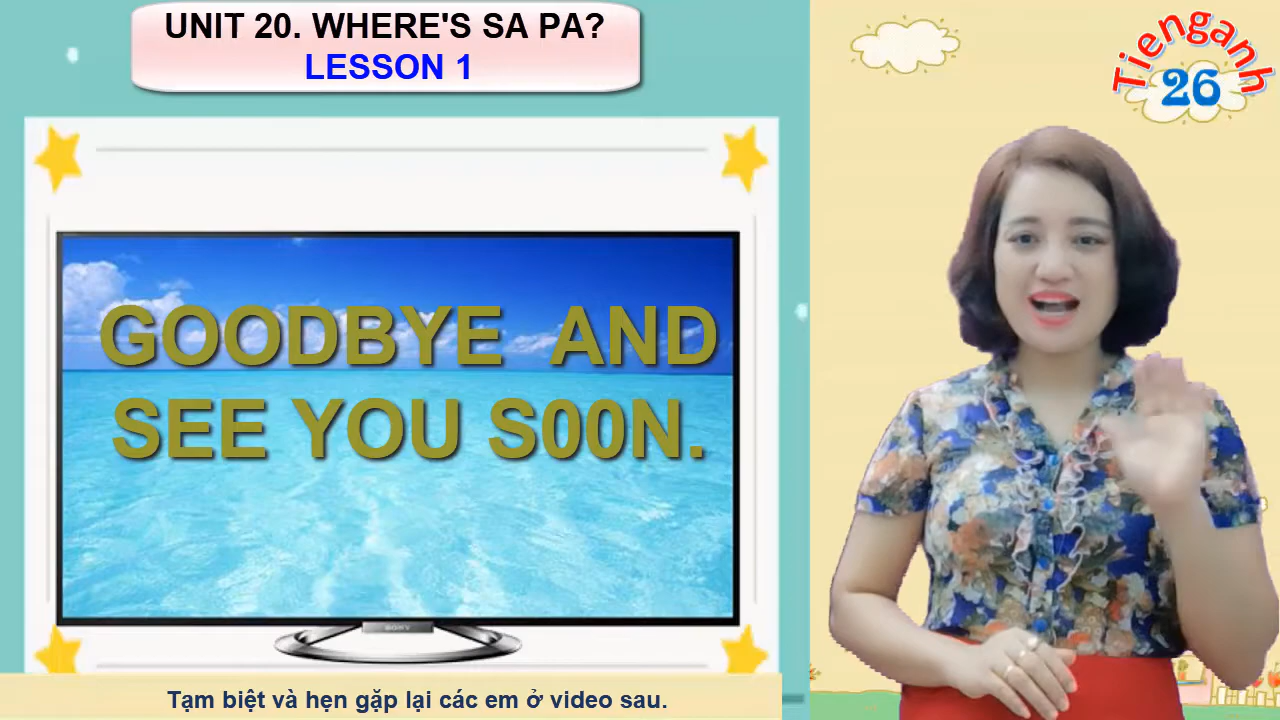 UNIT 20. WHERE'S SA PA?
LESSON 1
Tienganh
26
GOODBYE AND
SEE YOU S00N.
SONY
Tạm biệt và hẹn gặp lại các em ở video sau.